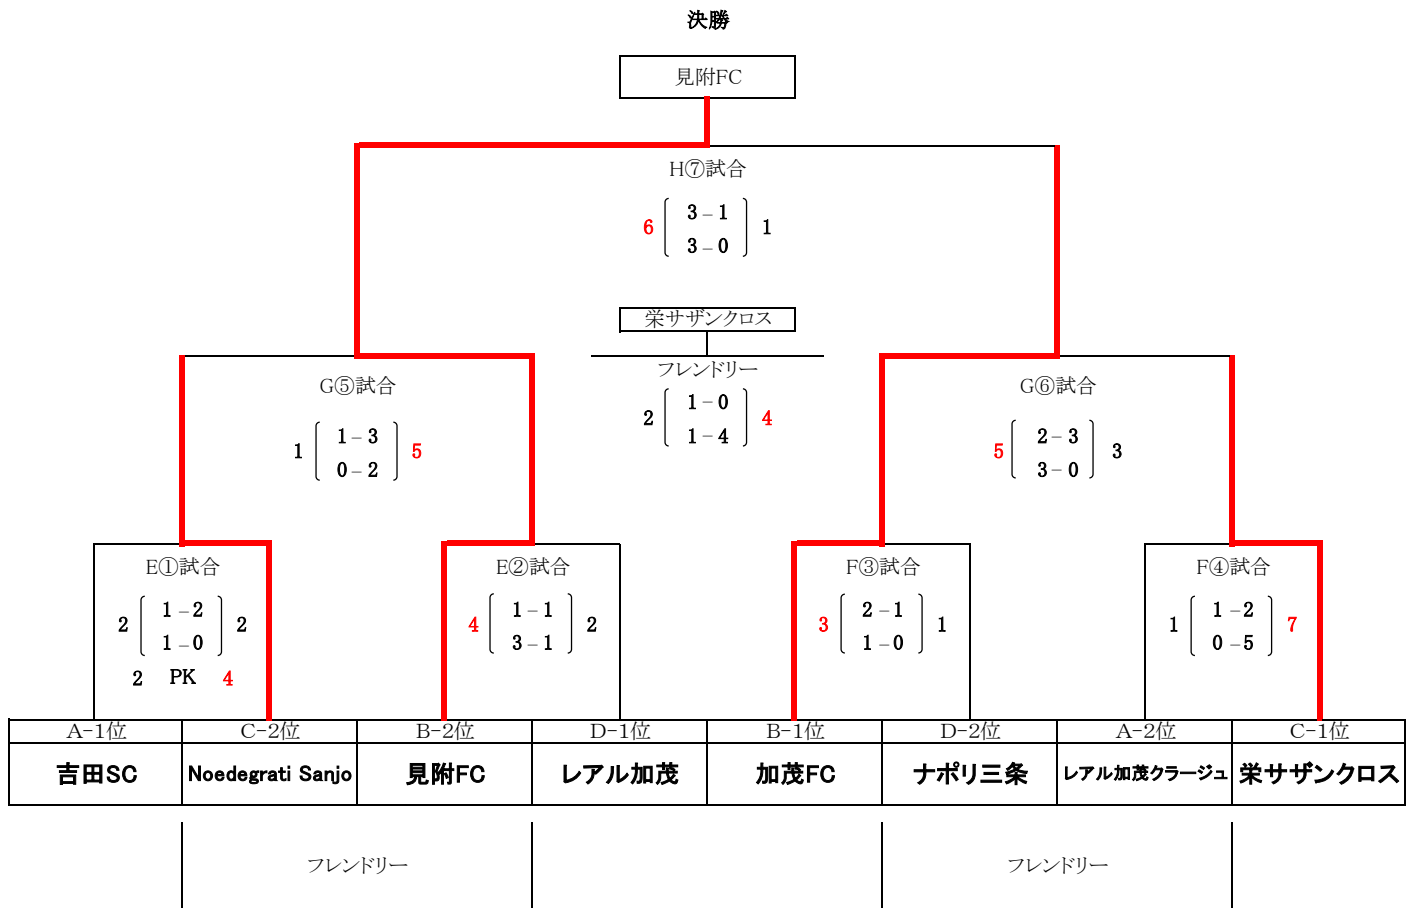 決勝
見附FC
H⑦試合
6 3－1 1
3－0
栄サザンクロス
フレンドリー
2 1－0 4
1－4
G⑤試合 G⑥試合
1 1－3 5 5 2－3 3
0－2 3－0
E①試合 E②試合 F③試合 F④試合
2 1－2 2 4 1－1 2 3 2－1 1 1 1－2 7
1－0 3－1 1－0 0－5
2 PK 4
A-1位 C-2位 B-2位 D-1位 B-1位 D-2位 A-2位 C-1位
吉田SC Noedegrati Sanjo 見附FC レアル加茂 加茂FC ナポリ三条 レアル加茂クラージュ 栄サザンクロス
フレンドリー フレンドリー